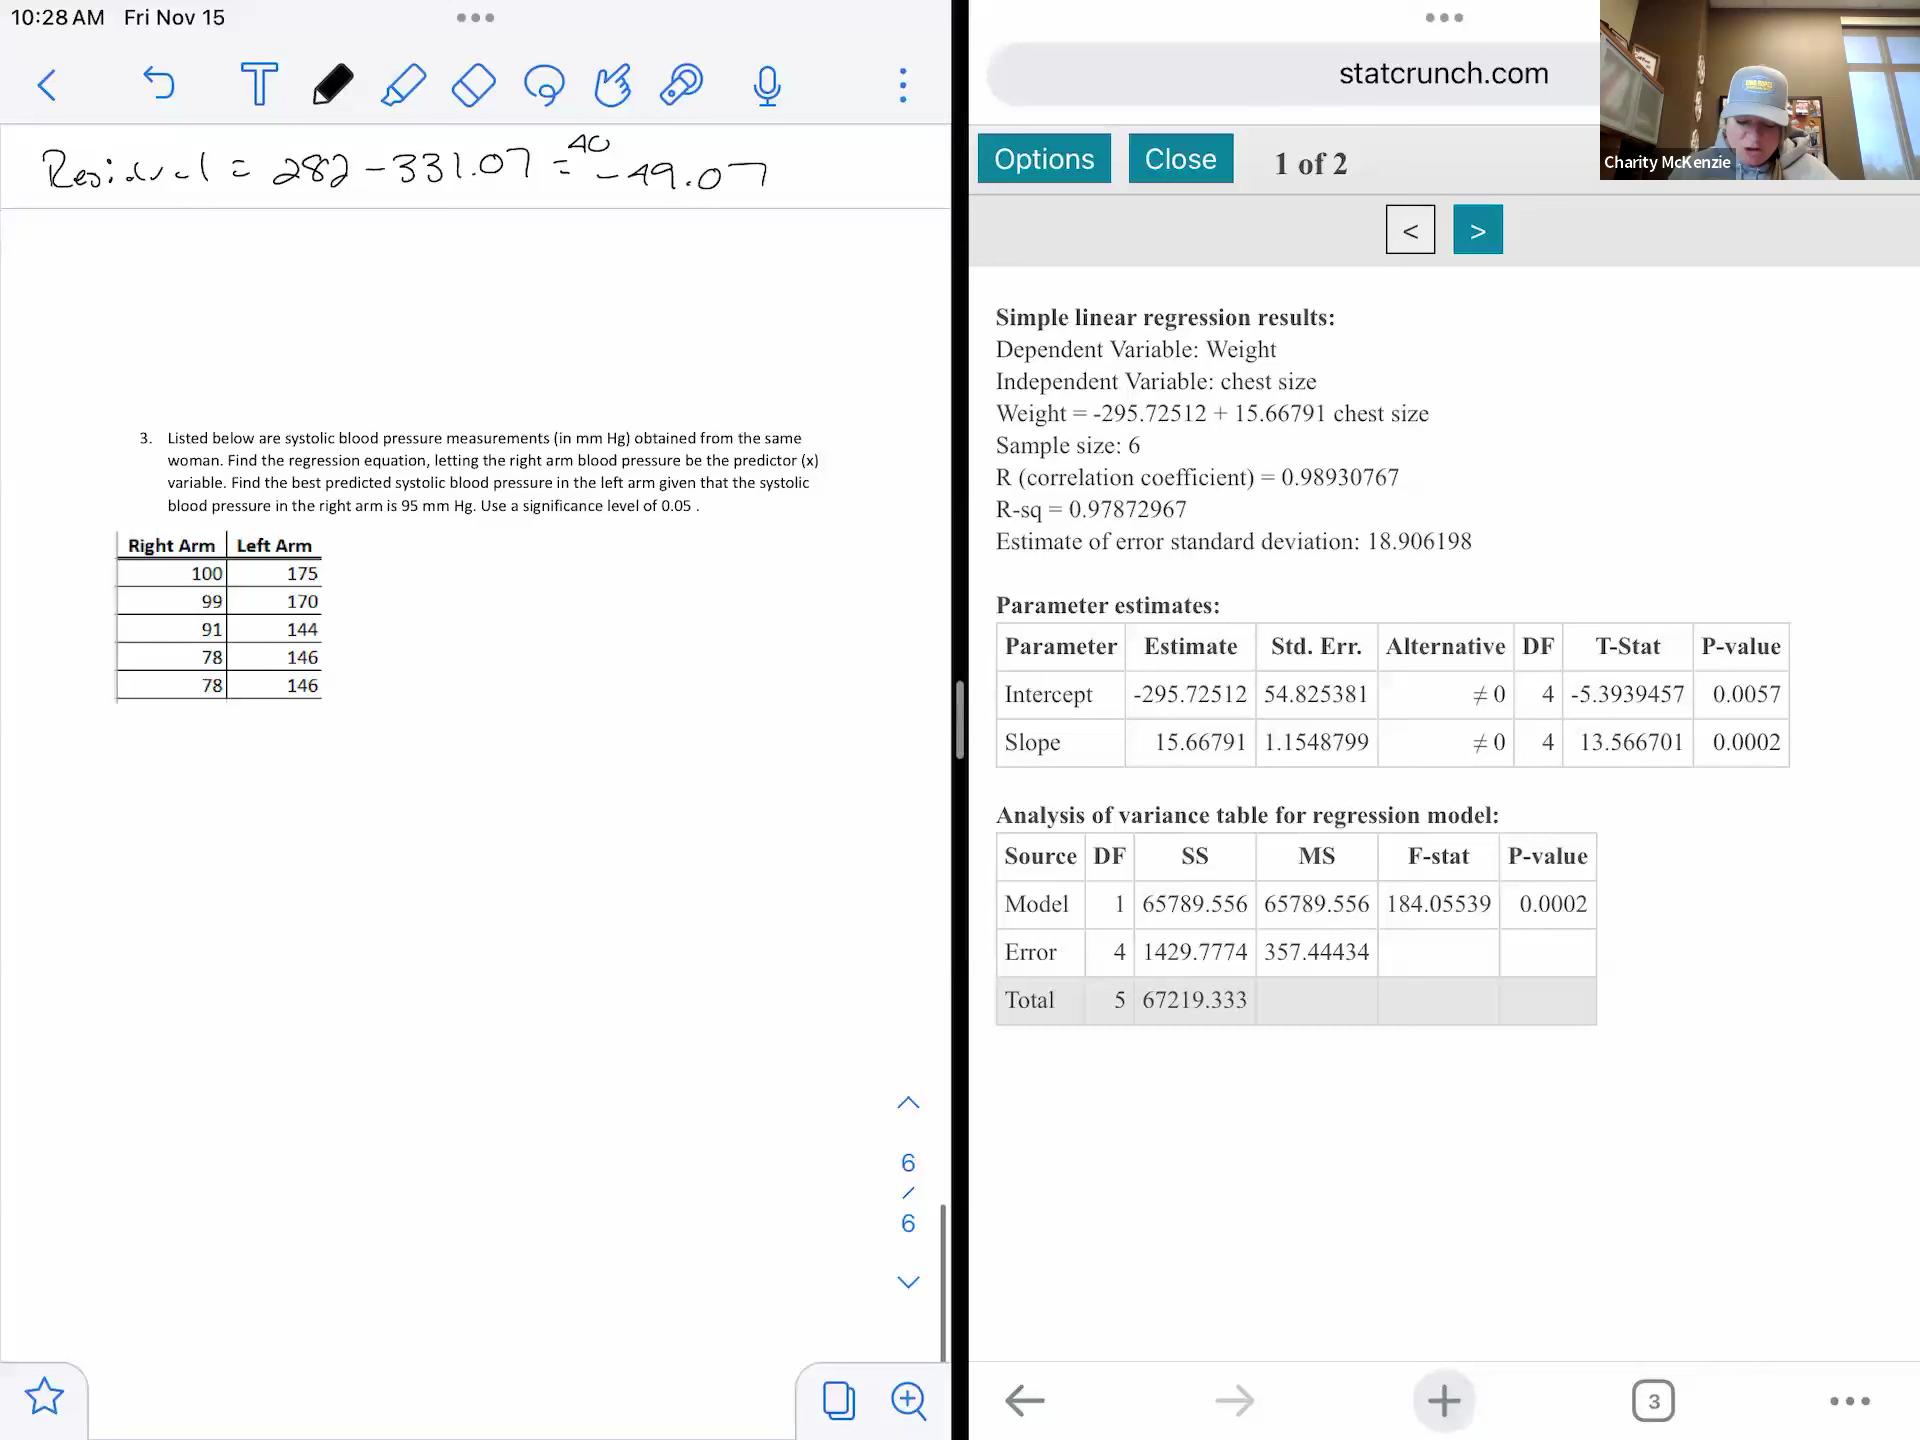 10:28 AM Fri Nov 15
T
Residual = 282 - 331.07 = -49.07
40
3. Listed below are systolic blood pressure measurements (in mm Hg) obtained from the same
woman. Find the regression equation, letting the right arm blood pressure be the predictor (x)
variable. Find the best predicted systolic blood pressure in the left arm given that the systolic
blood pressure in the right arm is 95 mm Hg. Use a significance level of 0.05 .
Right Arm Left Arm
100 175
99 170
91 144
78 146
78 146
6
/
6
statcrunch.com
Charity McKenzie
Options Close 1 of 2
< >
Simple linear regression results:
Dependent Variable: Weight
Independent Variable: chest size
Weight = -295.72512 + 15.66791 chest size
Sample size: 6
R (correlation coefficient) = 0.98930767
R-sq = 0.97872967
Estimate of error standard deviation: 18.906198
Parameter estimates:
Parameter Estimate Std. Err. Alternative DF T-Stat P-value
Intercept -295.72512 54.825381 ≠ 0 4 -5.3939457 0.0057
Slope 15.66791 1.1548799 ≠ 0 4 13.566701 0.0002
Analysis of variance table for regression model:
Source DF SS MS F-stat P-value
Model 1 65789.556 65789.556 184.05539 0.0002
Error 4 1429.7774 357.44434
Total 5 67219.333
3